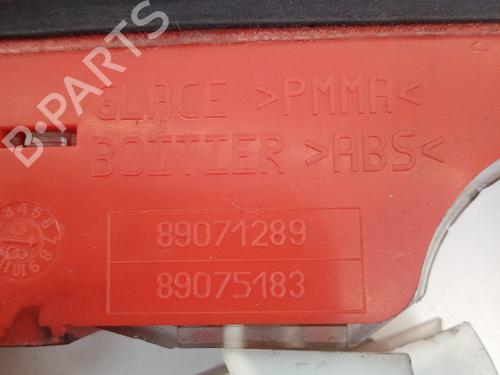 GLACE >PMMA<
BOITIER >ABS<
89071289
89075183
B-PARTS